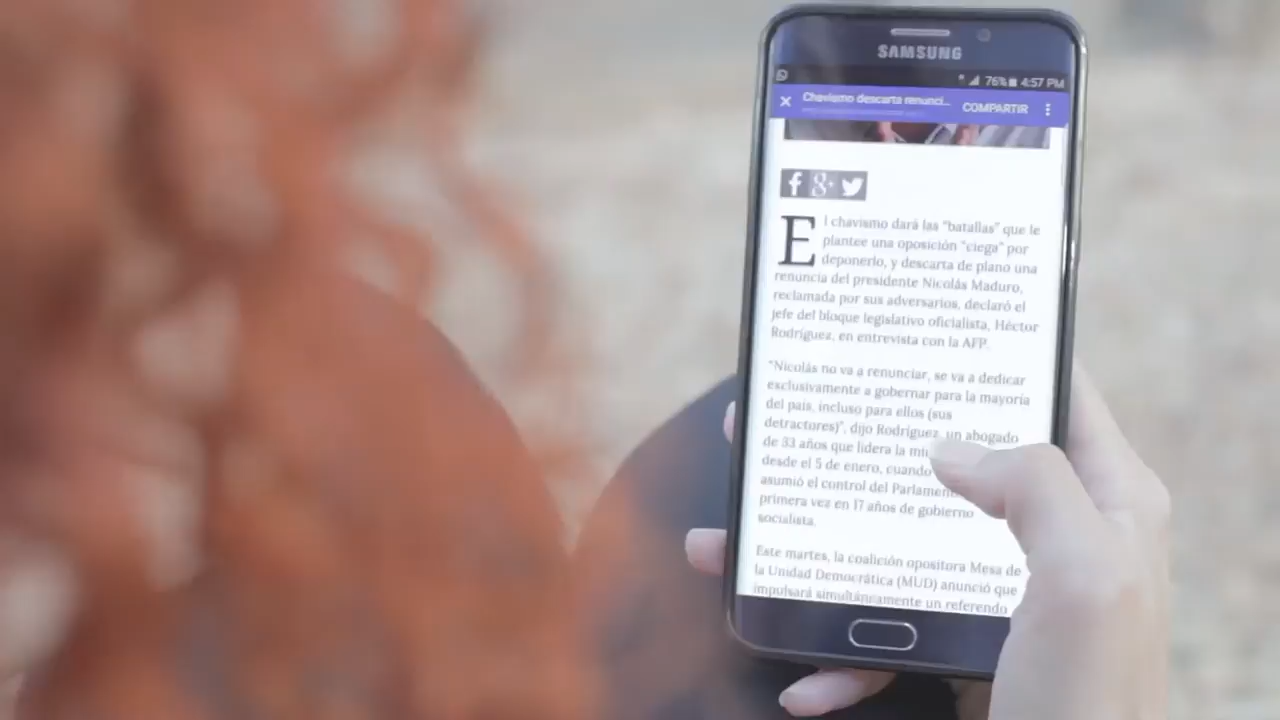 SAMSUNG
76% 4:57 PM
Chavismo descarta renunci...
COMPARTIR
El chavismo dará las "batallas" que le
plantee una oposición "ciega" por
deponerlo, y descarta de plano una
renuncia del presidente Nicolás Maduro,
reclamada por sus adversarios, declaró el
jefe del bloque legislativo oficialista, Héctor
Rodríguez, en entrevista con la AFP.
"Nicolás no va a renunciar, se va a dedicar
exclusivamente a gobernar para la mayoría
del país, incluso para ellos (sus
detractores)", dijo Rodríguez, un abogado
de 33 años que lidera la
desde el 5 de enero, cuando
asumió el control del
primera vez en 17 años de gobierno
socialista.
Este martes, la coalición opositora Mesa de
la Unidad Democrática (MUD) anunció que
impulsará simultáneamente un referendo